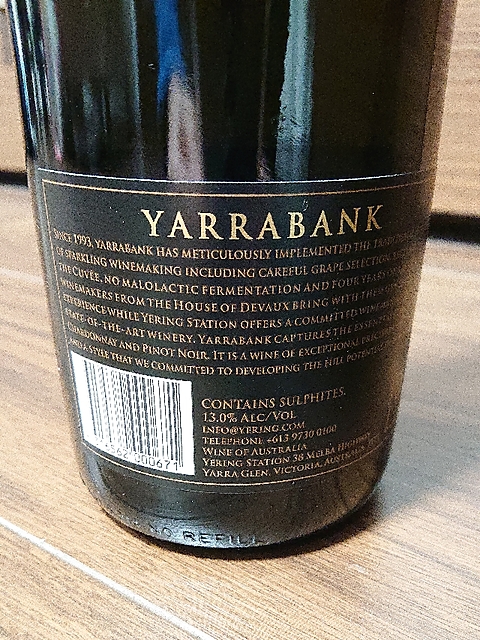 YARRABANK
SINCE 1993, YARRABANK HAS METICULOUSLY IMPLEMENTED THE
OF SPARKLING WINEMAKING INCLUDING CAREFUL GRAPE SELECTION
THE CUVÉE, NO MALOLACTIC FERMENTATION AND FOUR YEARS
WINEMAKERS FROM THE HOUSE OF DEVAUX BRING WITH
EXPERIENCE WHILE YERING STATION OFFERS A COMMITTED
STATE-OF-THE-ART WINERY. YARRABANK CAPTURES THE
CHARDONNAY AND PINOT NOIR. IT IS A WINE OF EXCEPTIONAL
AND A STYLE THAT WE COMMITTED TO DEVELOPING THE FULL
CONTAINS SULPHITES.
13.0% ALC/VOL
INFO@YERING.COM
TELEPHONE +613 9730 0100
WINE OF AUSTRALIA
YERING STATION 38 MELBA HIGHWAY
YARRA GLEN, VICTORIA, AUSTRALIA
NO REFILL